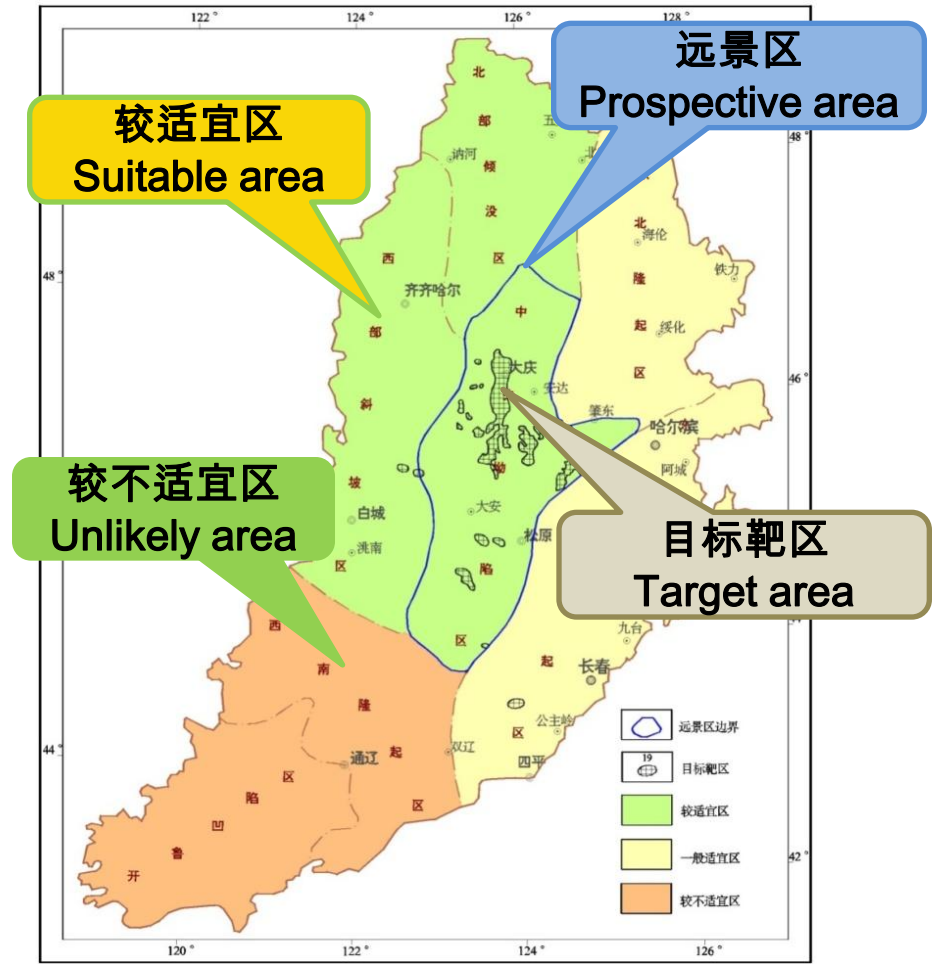 122°
124°
126°
128°
远景区
Prospective area
较适宜区
Suitable area
较不适宜区
Unlikely area
目标靶区
Target area
48°
46°
42°
48°
44°
120°
122°
124°
126°
北部倾没区
西部斜坡区
中
陷区
北隆起区
起区
西南隆起区
开鲁凹陷区
五
北
讷河
海伦
铁力
齐齐哈尔
绥化
大庆
安达
肇东
哈尔滨
阿城
大安
白城
洮南
松原
九台
长春
公主岭
双辽
四平
通辽
远景区边界
19
目标靶区
较适宜区
一般适宜区
较不适宜区